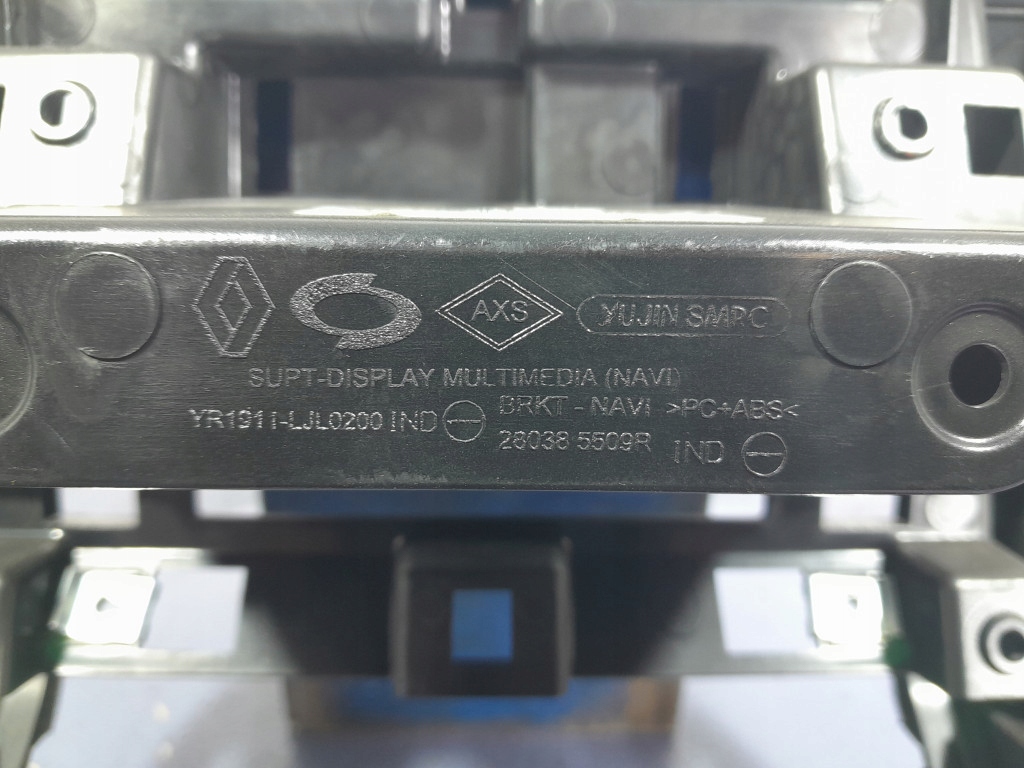 AXS YUJIN SMRC
SUPT-DISPLAY MULTIMEDIA (NAVI)
BRKT - NAVI >PC+ABS<
YR1911-LJL0200 IND
28038 5509R IND